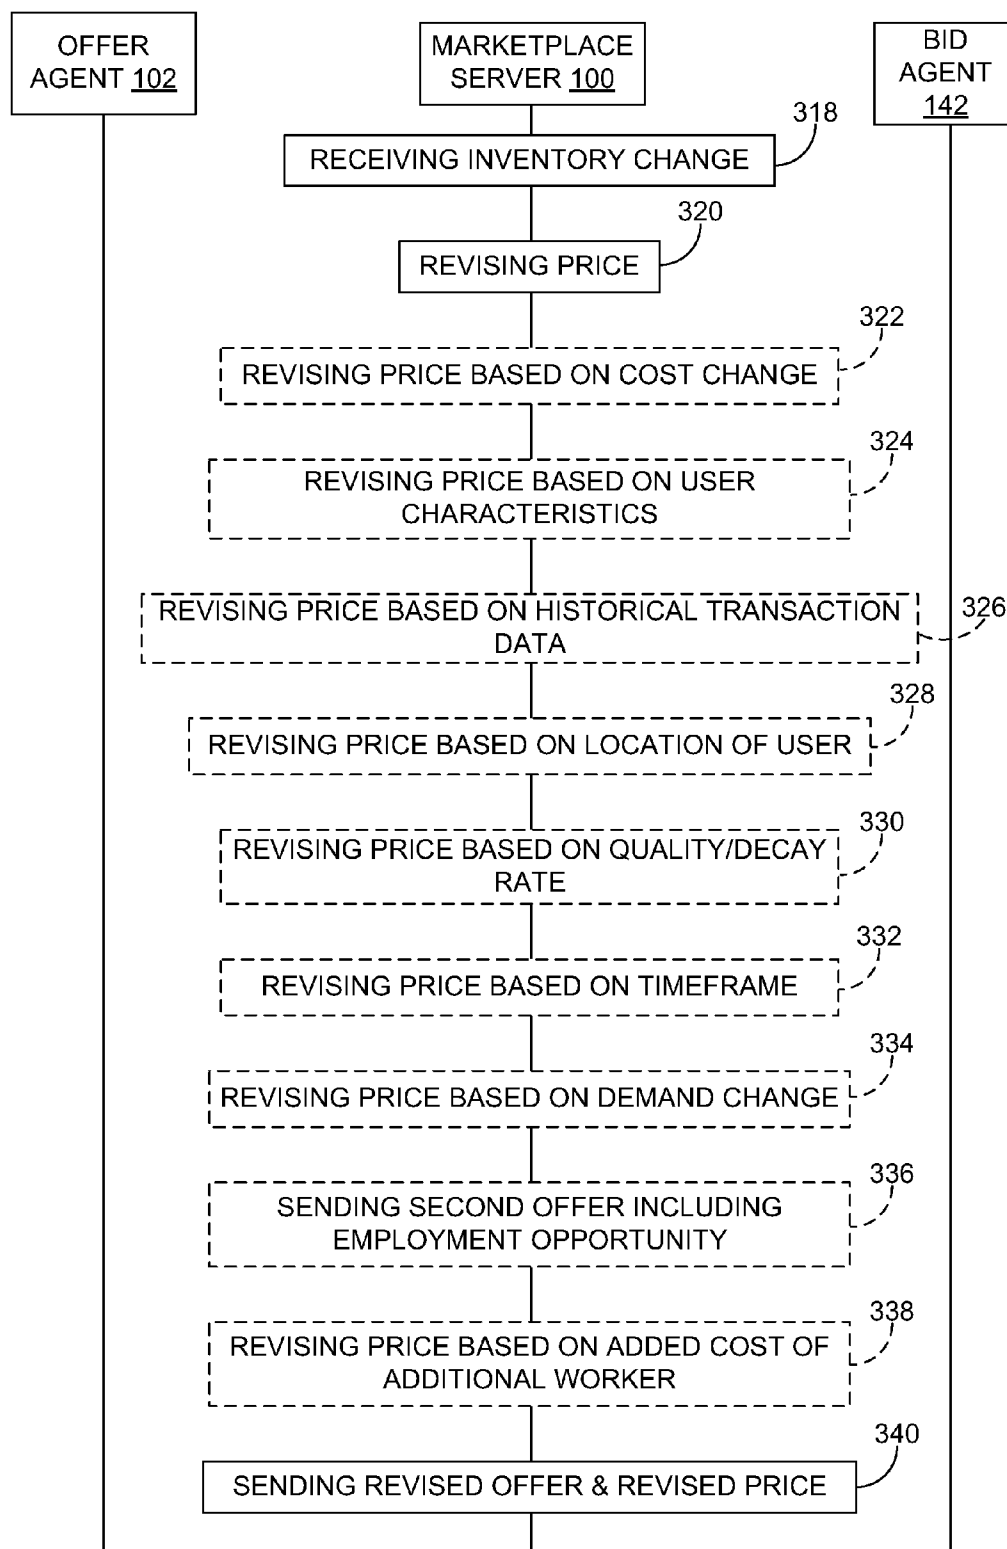 OFFER
AGENT 102
MARKETPLACE
SERVER 100
BID
AGENT
142
318
RECEIVING INVENTORY CHANGE
320
REVISING PRICE
322
REVISING PRICE BASED ON COST CHANGE
324
REVISING PRICE BASED ON USER
CHARACTERISTICS
REVISING PRICE BASED ON HISTORICAL TRANSACTION
DATA
326
328
REVISING PRICE BASED ON LOCATION OF USER
330
REVISING PRICE BASED ON QUALITY/DECAY
RATE
332
REVISING PRICE BASED ON TIMEFRAME
334
REVISING PRICE BASED ON DEMAND CHANGE
336
SENDING SECOND OFFER INCLUDING
EMPLOYMENT OPPORTUNITY
338
REVISING PRICE BASED ON ADDED COST OF
ADDITIONAL WORKER
340
SENDING REVISED OFFER & REVISED PRICE